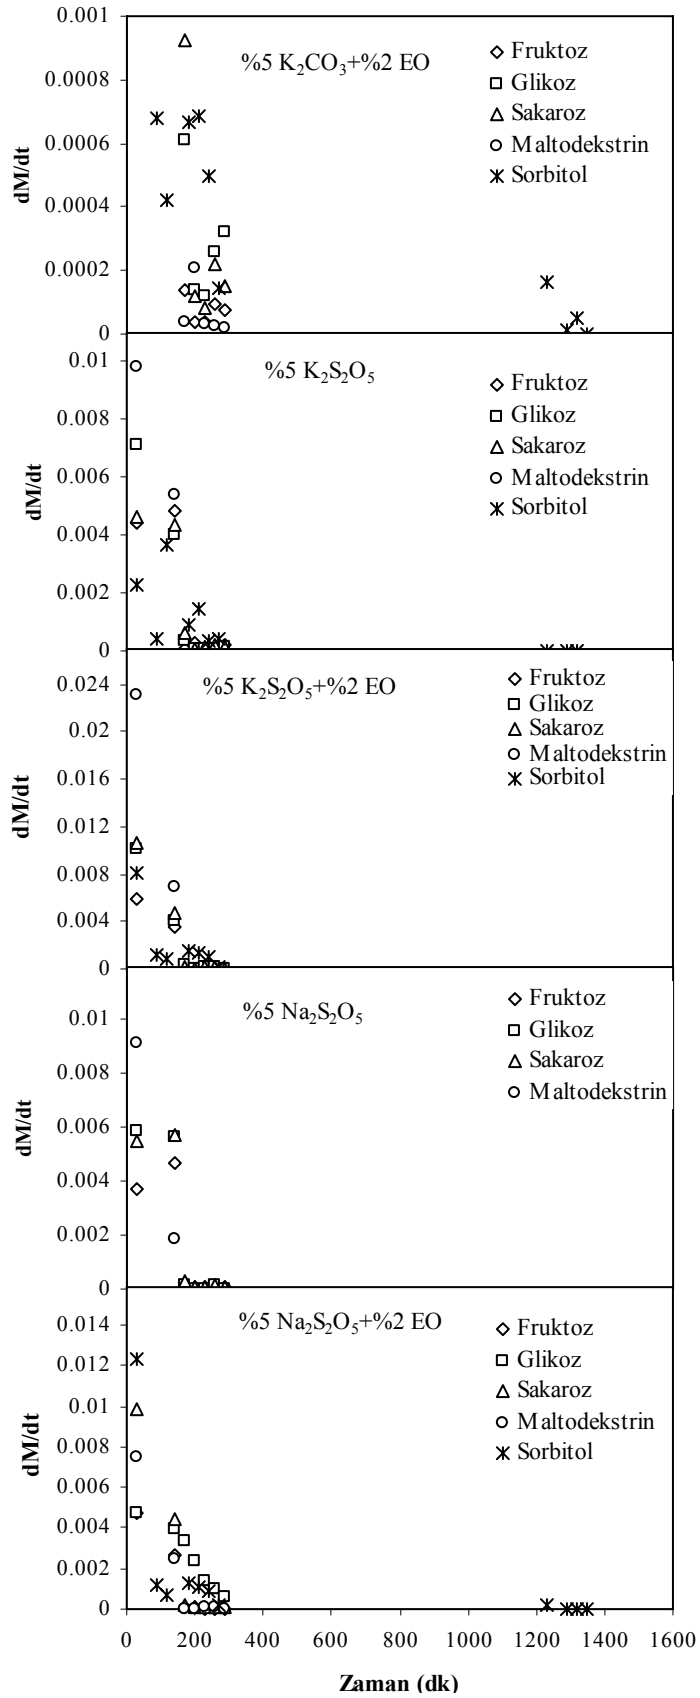 %5 K2CO3+%2 EO
Fruktoz
Glikoz
Sakaroz
Maltodekstrin
Sorbitol
0.001
0.0008
0.0006
0.0004
0.0002
0
dM/dt
%5 K2S2O5
Fruktoz
Glikoz
Sakaroz
Maltodekstrin
Sorbitol
0.01
0.008
0.006
0.004
0.002
0
dM/dt
%5 K2S2O5+%2 EO
Fruktoz
Glikoz
Sakaroz
Maltodekstrin
Sorbitol
0.024
0.02
0.016
0.012
0.008
0.004
0
dM/dt
%5 Na2S2O5
Fruktoz
Glikoz
Sakaroz
Maltodekstrin
0.01
0.008
0.006
0.004
0.002
0
dM/dt
%5 Na2S2O5+%2 EO
Fruktoz
Glikoz
Sakaroz
Maltodekstrin
Sorbitol
0.014
0.012
0.01
0.008
0.006
0.004
0.002
0
dM/dt
0 200 400 600 800 1000 1200 1400 1600
Zaman (dk)